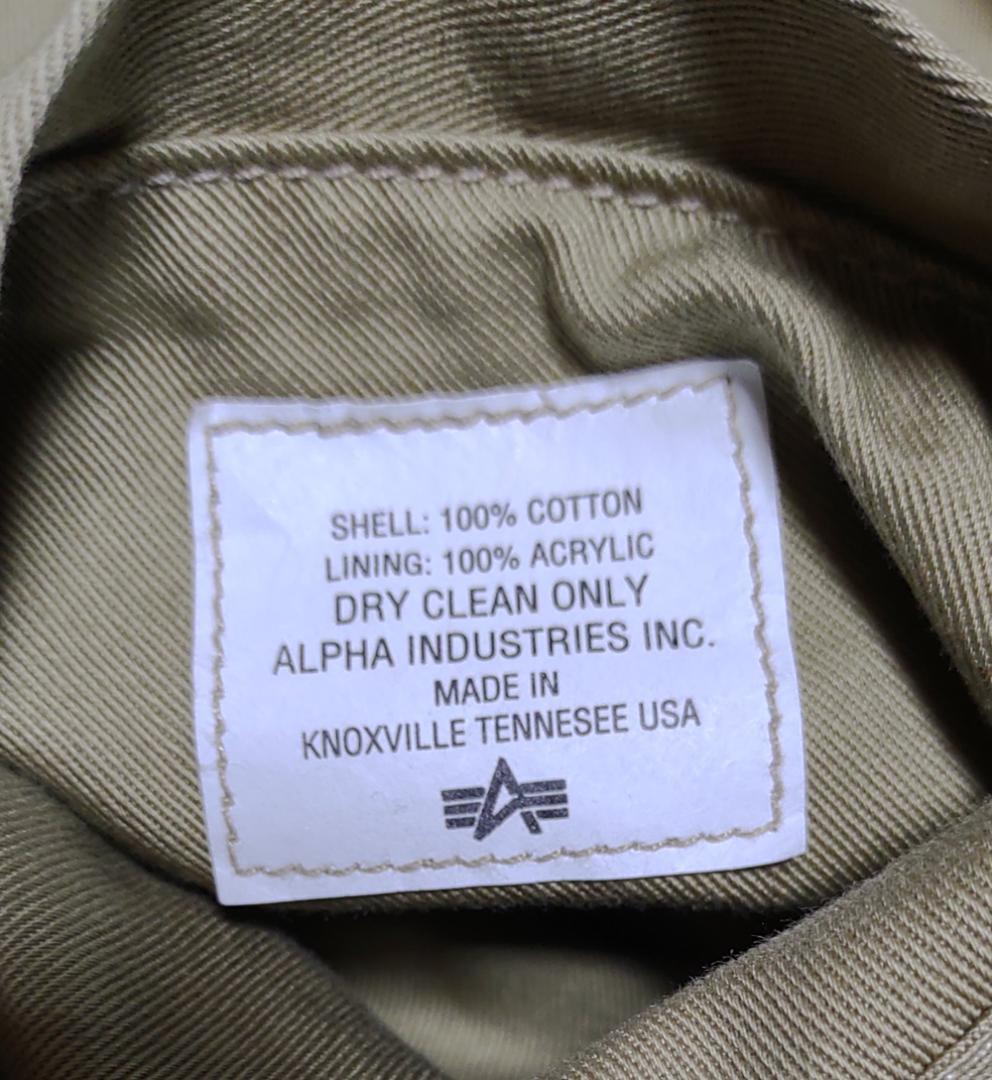 SHELL: 100% COTTON
LINING: 100% ACRYLIC
DRY CLEAN ONLY
ALPHA INDUSTRIES INC.
MADE IN
KNOXVILLE TENNESEE USA